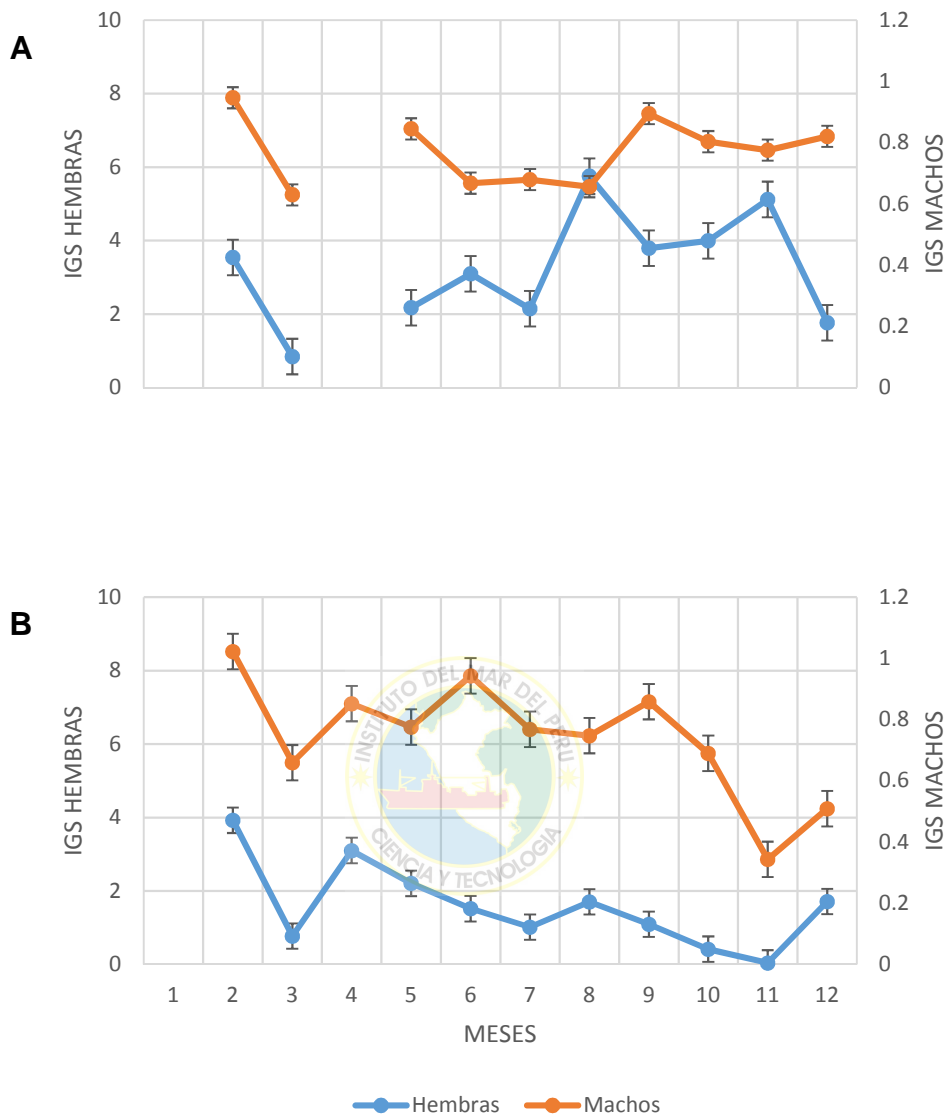 A
10
8
6
4
2
0
IGS HEMBRAS
1.2
1
0.8
0.6
0.4
0.2
0
IGS MACHOS
B
10
8
6
4
2
0
IGS HEMBRAS
1.2
1
0.8
0.6
0.4
0.2
0
IGS MACHOS
INSTITUTO DEL MAR DEL PERU
CIENCIA Y TECNOLOGIA
1 2 3 4 5 6 7 8 9 10 11 12
MESES
Hembras Machos